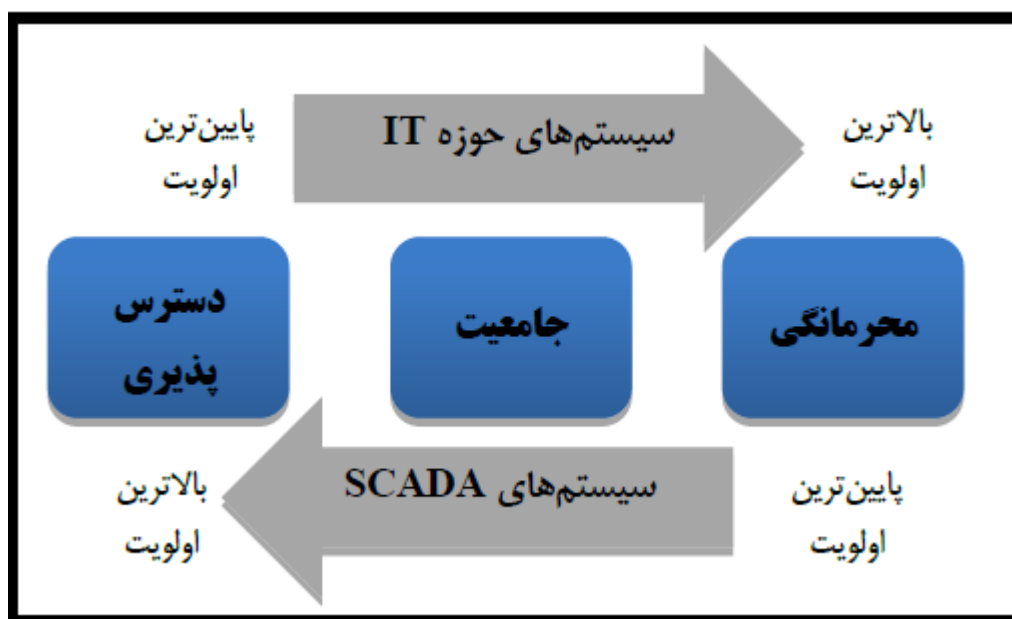 بالاترین
اولویت
سیستم‌های حوزه IT
پایین‌ترین
اولویت
محرمانگی
جامعیت
دسترس
پذیری
پایین‌ترین
اولویت
سیستم‌های SCADA
بالاترین
اولویت